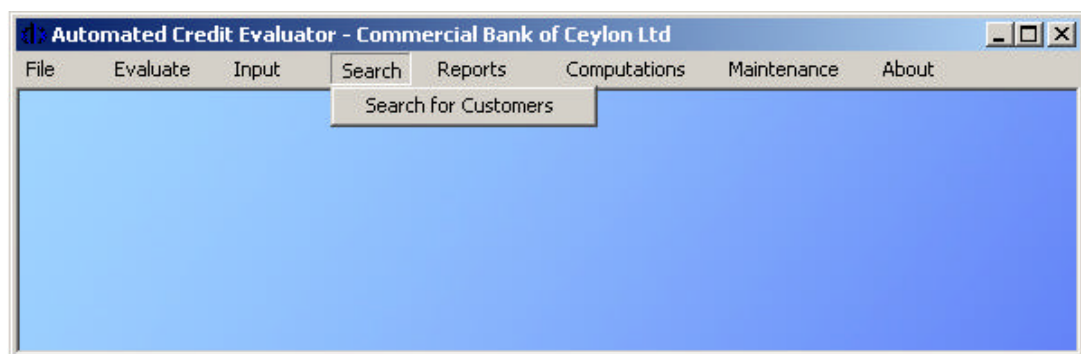 Automated Credit Evaluator - Commercial Bank of Ceylon Ltd
File Evaluate Input Search Reports Computations Maintenance About
Search for Customers